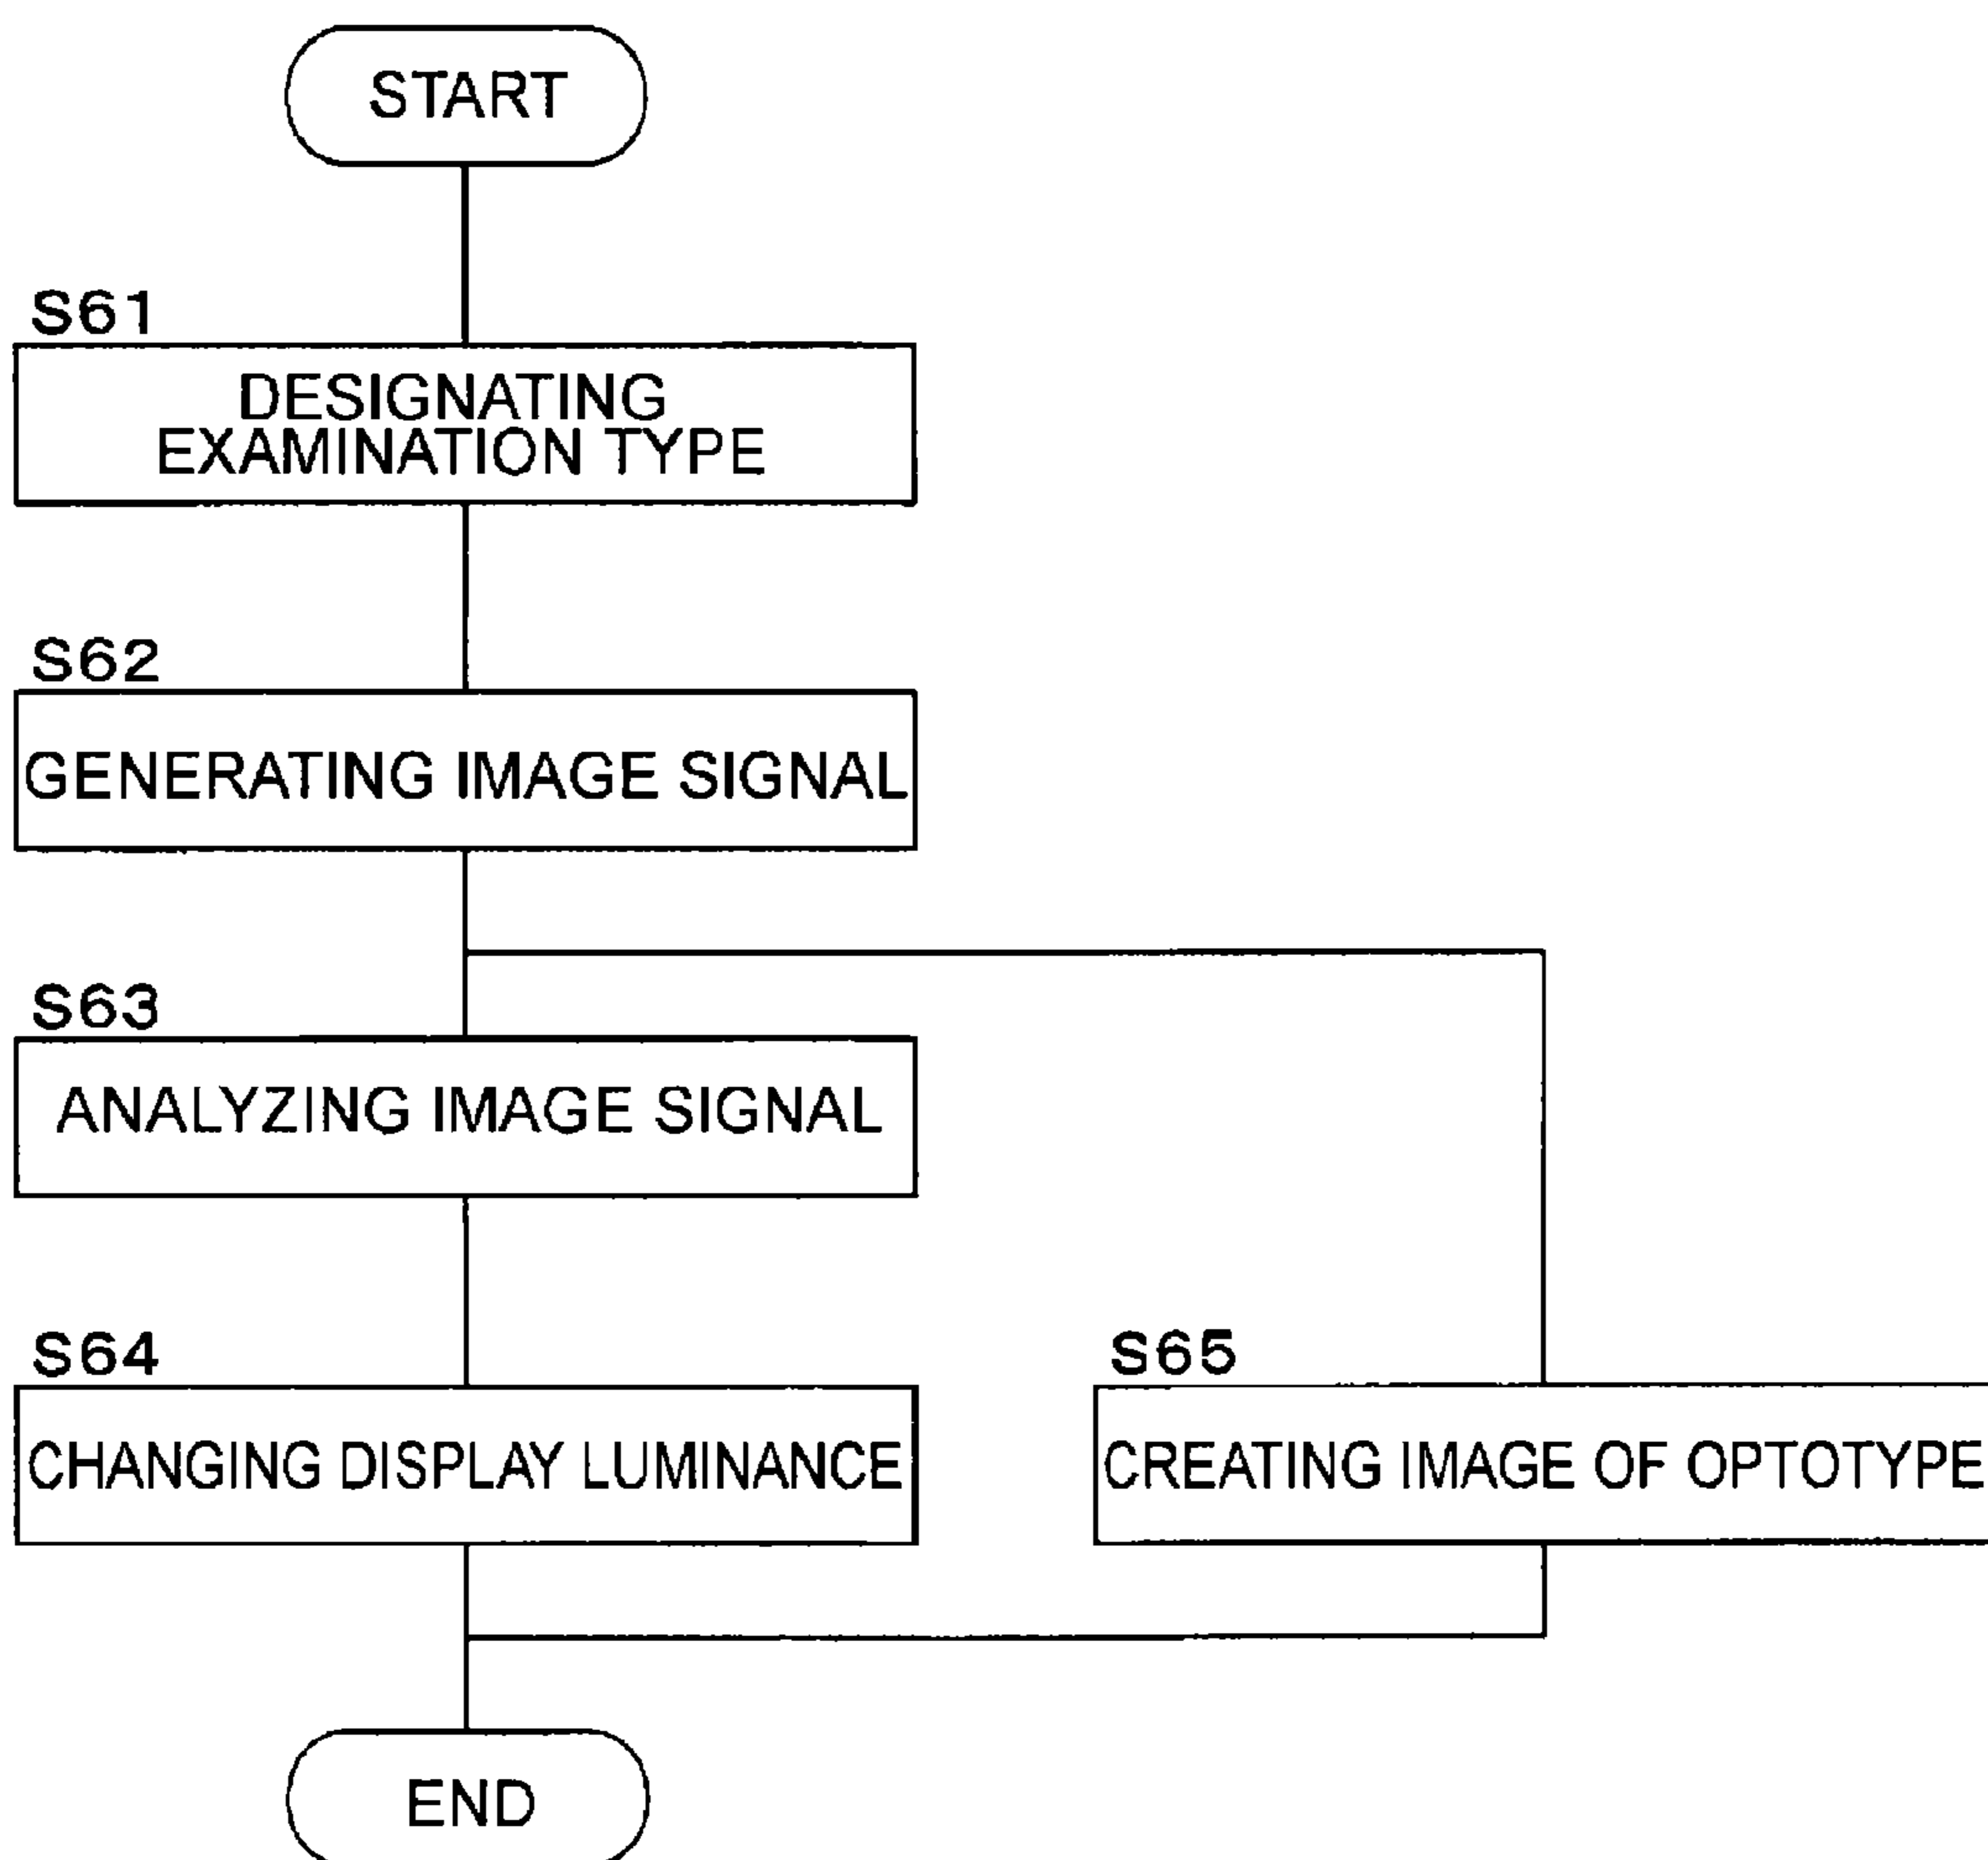 START
S61
DESIGNATING
EXAMINATION TYPE
S62
GENERATING IMAGE SIGNAL
S63
ANALYZING IMAGE SIGNAL
S64
CHANGING DISPLAY LUMINANCE
S65
CREATING IMAGE OF OPTOTYPE
END